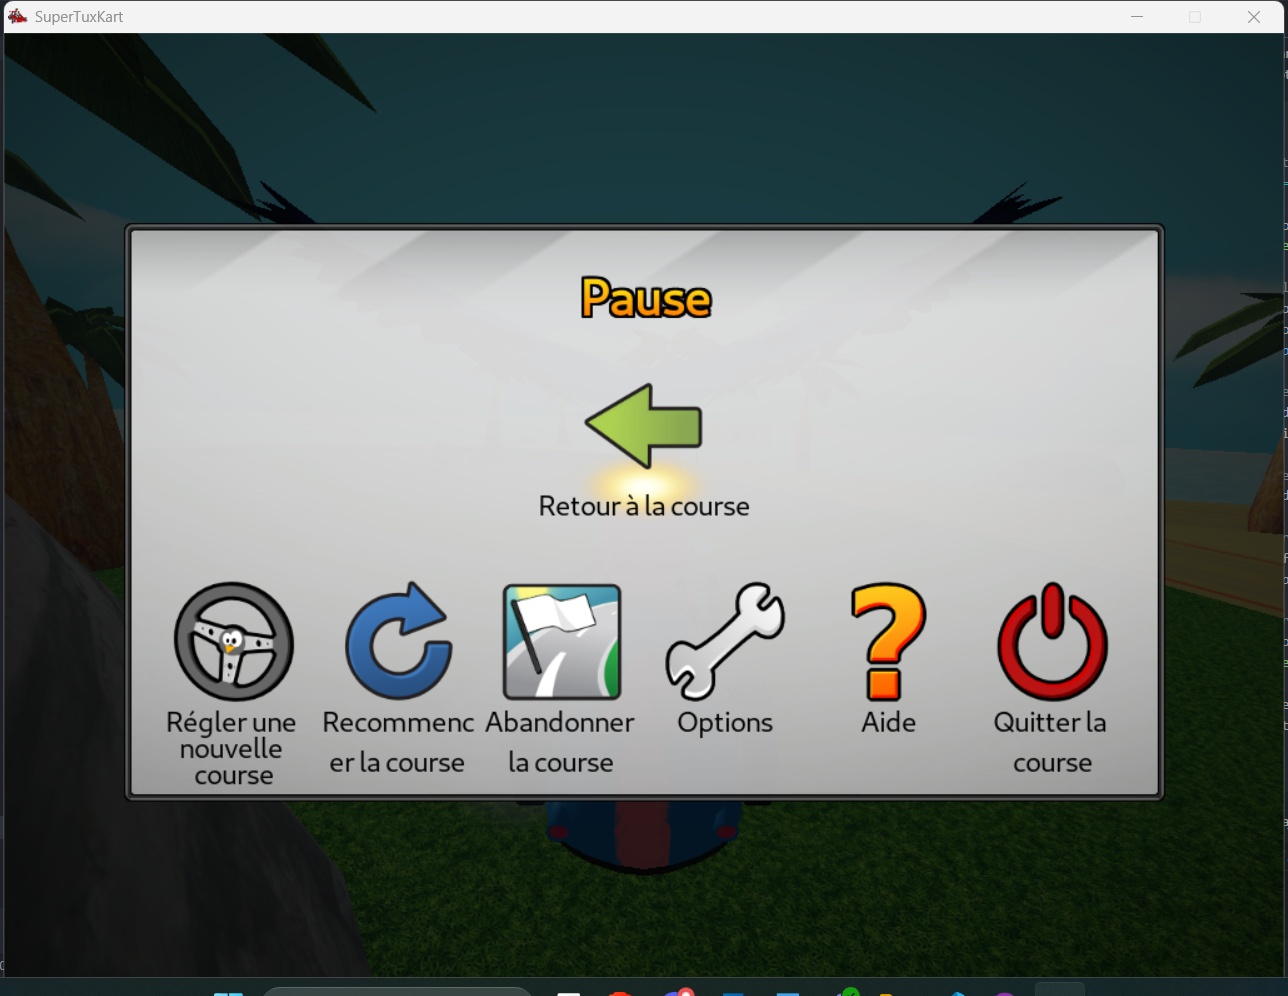 SuperTuxKart
Pause
Retour à la course
Régler une
nouvelle
course
Recommenc
er la course
Abandonner
la course
Options
Aide
Quitter la
course